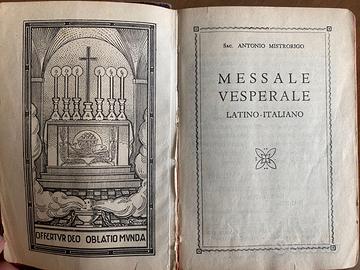 OFFERTVR DEO OBLATIO MVNDA
Sac. ANTONIO MISTRORIGO
MESSALE
VESPERALE
LATINO-ITALIANO